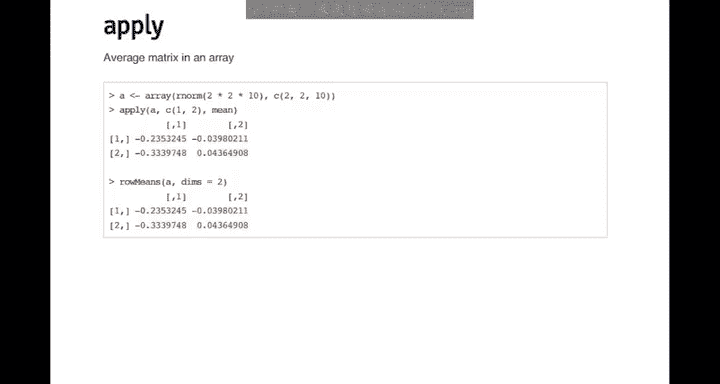 apply
Average matrix in an array
> a <- array(rnorm(2 * 2 * 10), c(2, 2, 10))
> apply(a, c(1, 2), mean)
[,1] [,2]
[1,] -0.2353245 -0.03980211
[2,] -0.3339748 0.04364908
> rowMeans(a, dims = 2)
[,1] [,2]
[1,] -0.2353245 -0.03980211
[2,] -0.3339748 0.04364908